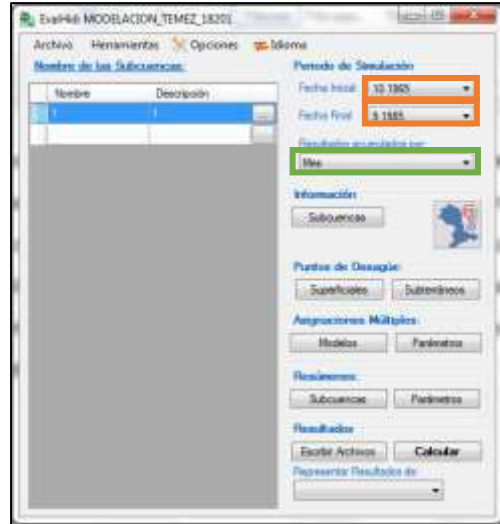 EvalHid: MODELACION_TEMEZ_18201
Archivo Herramientas Opciones Idioma
Nombre de las Subcuencas:
Nombre Descripción
1 1 ...
Periodo de Simulación
Fecha Inicial 10.1965
Fecha Final 9.1985
Resultados acumulados por:
Mes
Información
Subcuencas
Puntos de Desagüe:
Superficiales Subterráneos
Asignaciones Múltiples:
Modelos Parámetros
Resúmenes:
Subcuencas Parámetros
Resultados
Escribir Archivos Calcular
Representar Resultados de